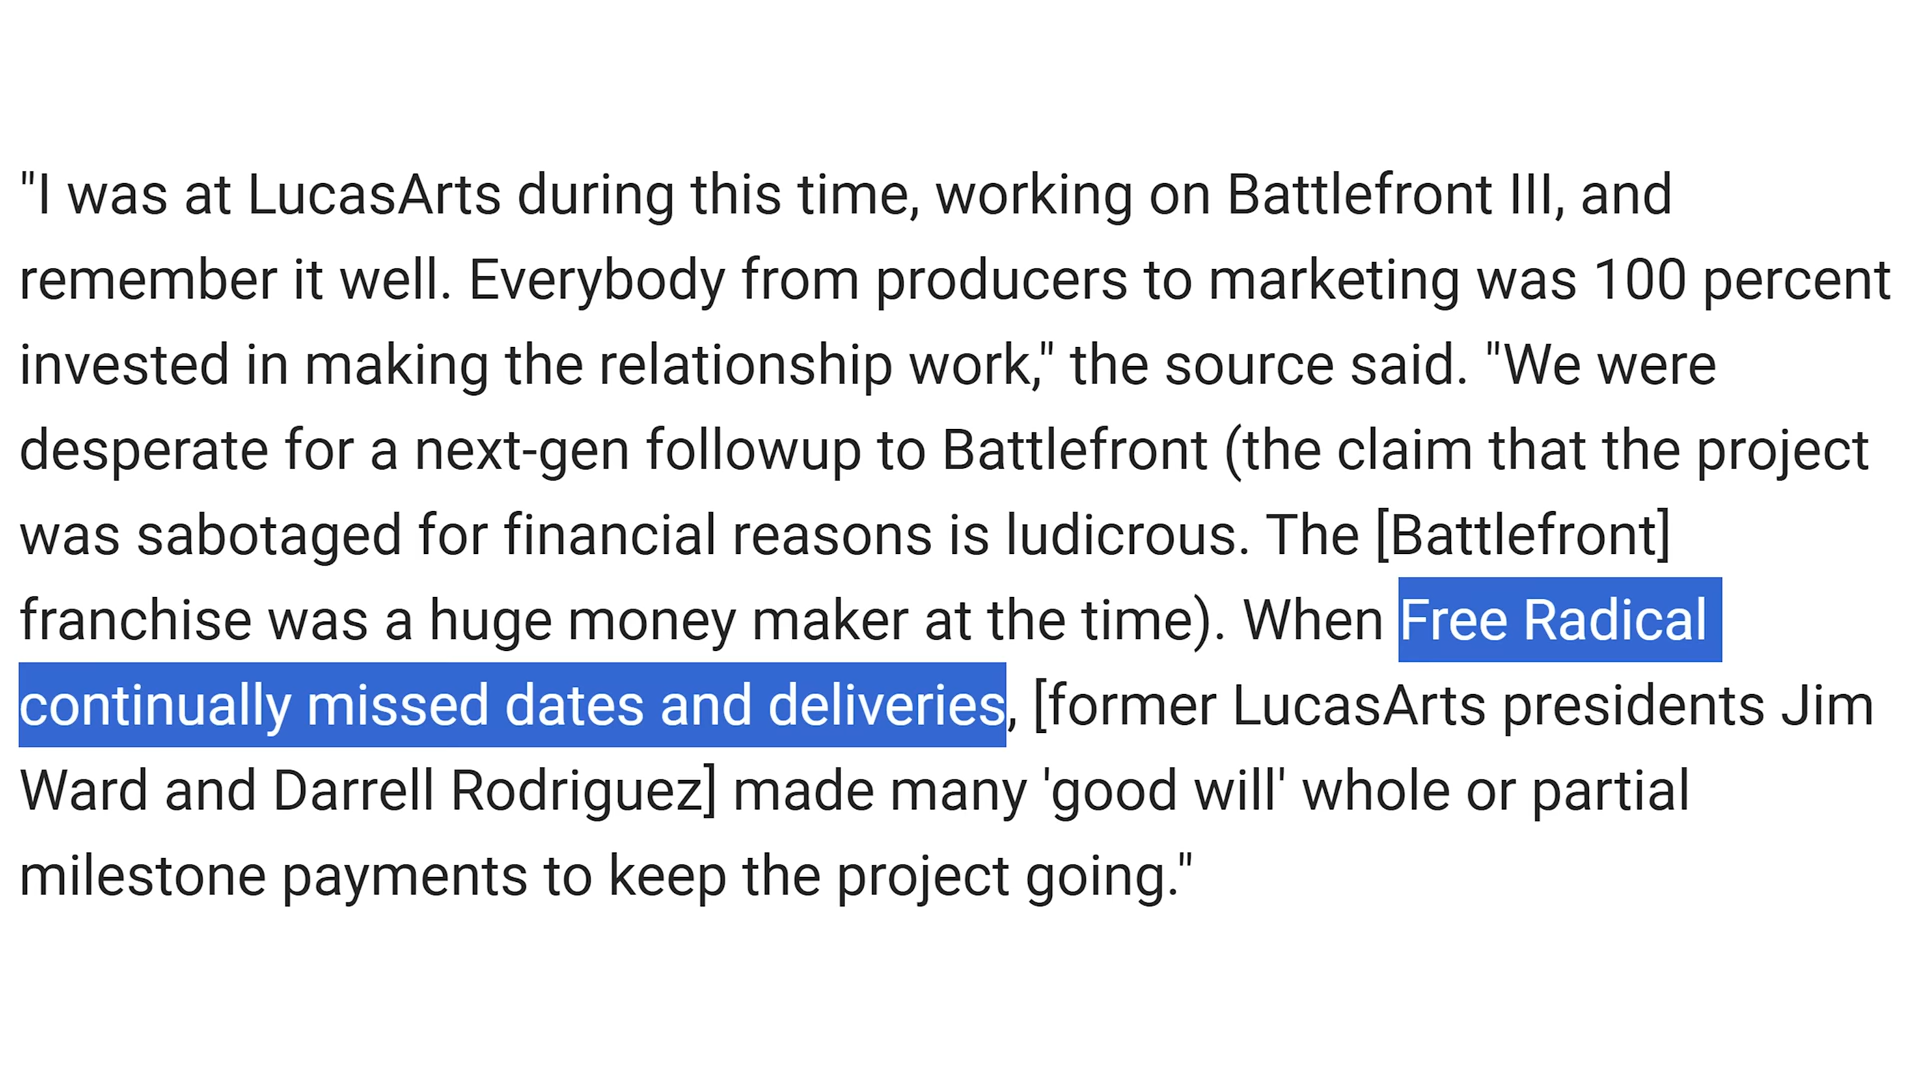 "I was at LucasArts during this time, working on Battlefront III, and
remember it well. Everybody from producers to marketing was 100 percent
invested in making the relationship work," the source said. "We were
desperate for a next-gen followup to Battlefront (the claim that the project
was sabotaged for financial reasons is ludicrous. The [Battlefront]
franchise was a huge money maker at the time). When Free Radical
continually missed dates and deliveries, [former LucasArts presidents Jim
Ward and Darrell Rodriguez] made many 'good will' whole or partial
milestone payments to keep the project going."